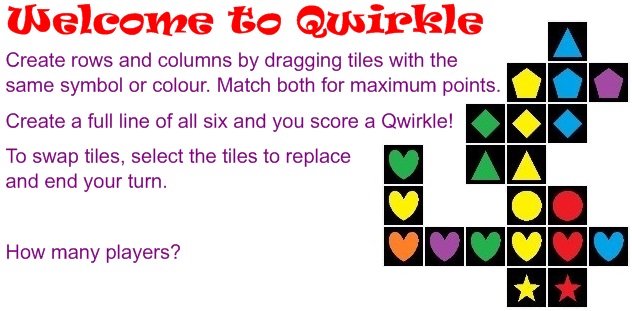 Welcome to Qwirkle
Create rows and columns by dragging tiles with the
same symbol or colour. Match both for maximum points.
Create a full line of all six and you score a Qwirkle!
To swap tiles, select the tiles to replace
and end your turn.
How many players?